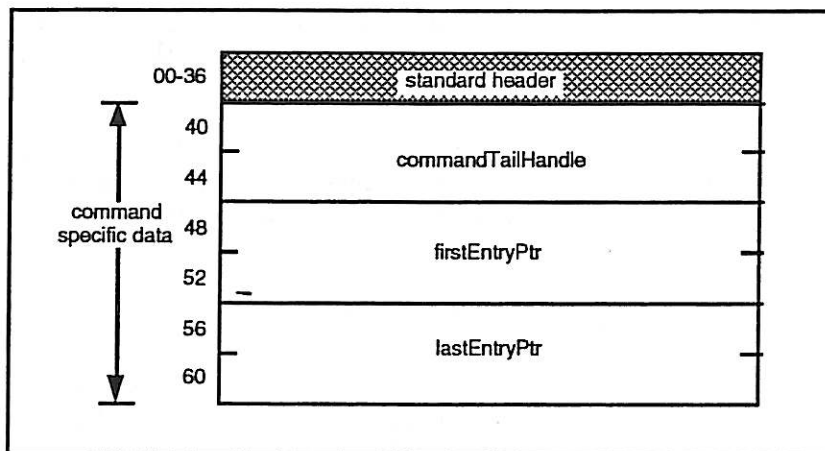 00-36 standard header
40
commandTailHandle
44
command
specific data
48
firstEntryPtr
52
56
lastEntryPtr
60